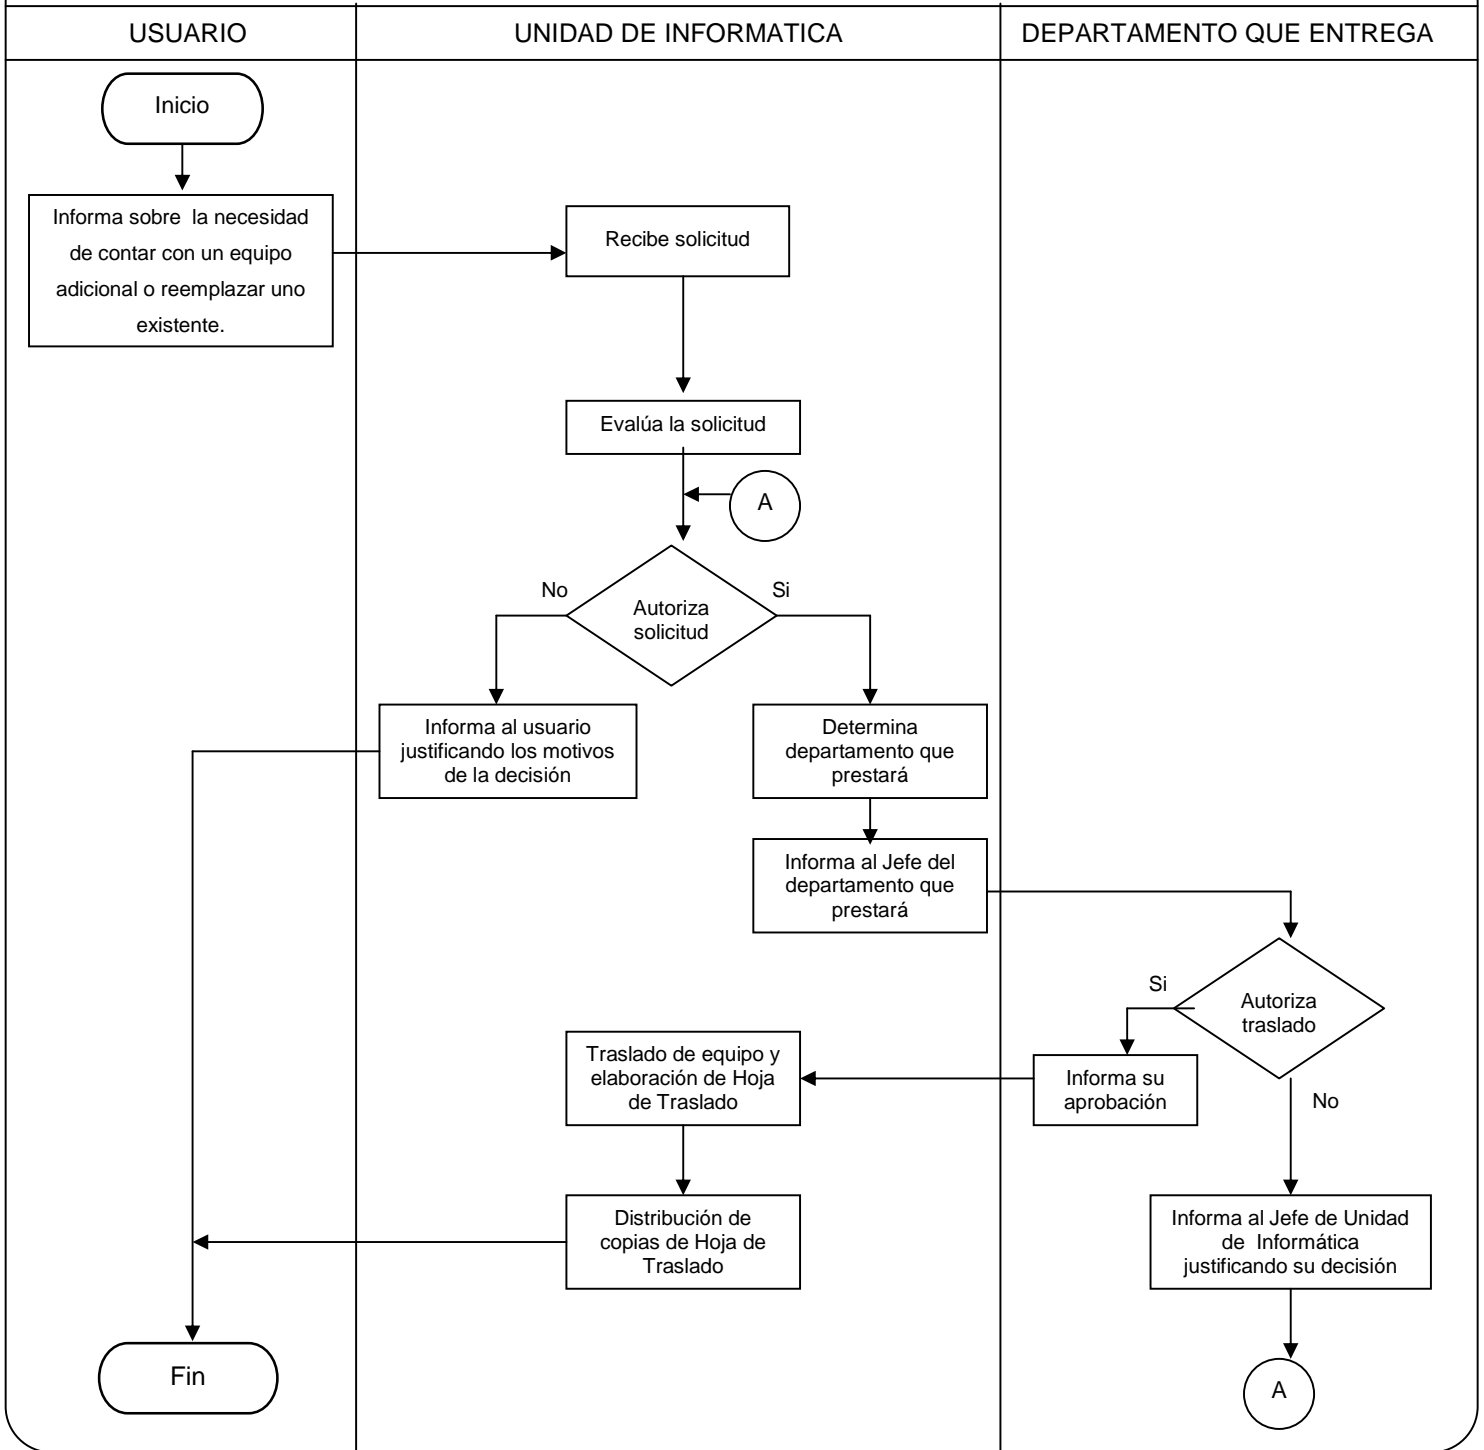 USUARIO
UNIDAD DE INFORMATICA
DEPARTAMENTO QUE ENTREGA
Inicio
Informa sobre la necesidad
de contar con un equipo
adicional o reemplazar uno
existente.
Recibe solicitud
Evalúa la solicitud
A
No
Si
Autoriza
solicitud
Informa al usuario
justificando los motivos
de la decisión
Determina
departamento que
prestará
Informa al Jefe del
departamento que
prestará
Si
Autoriza
traslado
Traslado de equipo y
elaboración de Hoja
de Traslado
Informa su
aprobación
No
Distribución de
copias de Hoja de
Traslado
Informa al Jefe de Unidad
de Informática
justificando su decisión
Fin
A